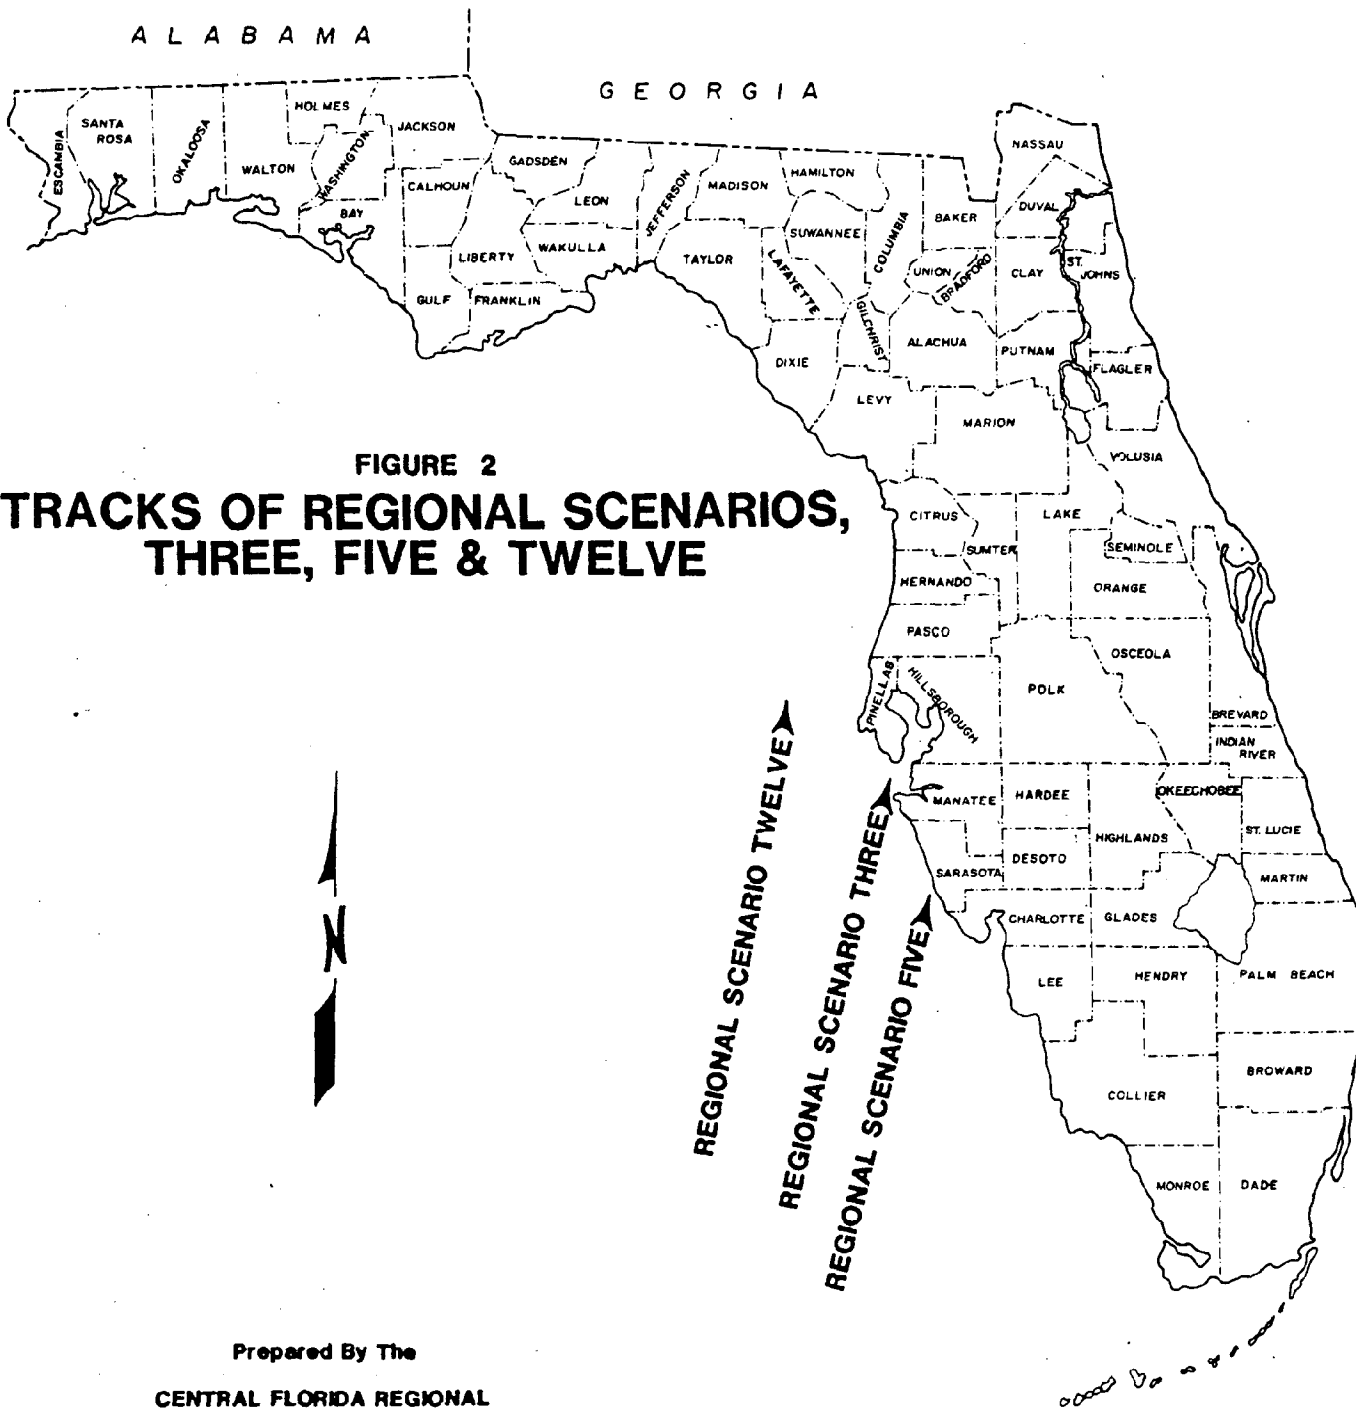 ALABAMA
GEORGIA
HOLMES
SANTA
ROSA
ESCAMBIA
OKALOOSA
WALTON
WASHINGTON
JACKSON
BAY
CALHOUN
GADSDEN
LEON
JEFFERSON
MADISON
HAMILTON
NASSAU
DUVAL
BAKER
COLUMBIA
SUWANNEE
LIBERTY
WAKULLA
TAYLOR
LAFAYETTE
UNION
BRADFORD
CLAY
ST.
JOHNS
GULF
FRANKLIN
GILCHRIST
DIXIE
ALACHUA
PUTNAM
FLAGLER
LEVY
MARION
VOLUSIA
FIGURE 2
TRACKS OF REGIONAL SCENARIOS,
THREE, FIVE & TWELVE
CITRUS
LAKE
SUMTER
SEMINOLE
HERNANDO
ORANGE
PASCO
OSCEOLA
PINELLAS
HILLSBOROUGH
POLK
BREVARD
INDIAN
RIVER
MANATEE
HARDEE
OKEECHOBEE
HIGHLANDS
ST. LUCIE
DESOTO
SARASOTA
MARTIN
CHARLOTTE
GLADES
LEE
HENDRY
PALM BEACH
BROWARD
COLLIER
MONROE
DADE
REGIONAL SCENARIO TWELVE
REGIONAL SCENARIO THREE
REGIONAL SCENARIO FIVE
N
Prepared By The
CENTRAL FLORIDA REGIONAL